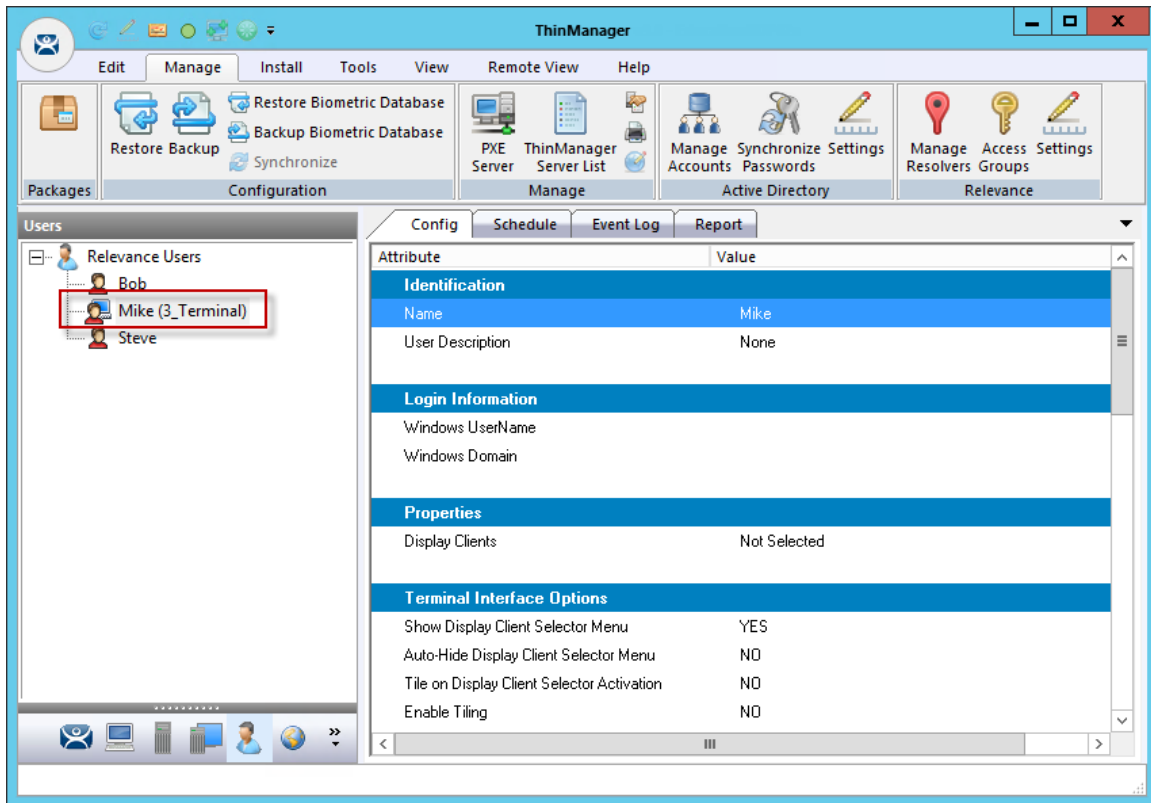 ThinManager
Edit Manage Install Tools View Remote View Help
Restore Biometric Database
Backup Biometric Database
Synchronize
Restore Backup
PXE Server
ThinManager Server List
Manage Accounts
Synchronize Passwords
Settings
Manage Resolvers
Access Groups
Settings
Packages Configuration Manage Active Directory Relevance
Users
Relevance Users
Bob
Mike (3_Terminal)
Steve
Config Schedule Event Log Report
Attribute Value
Identification
Name Mike
User Description None
Login Information
Windows UserName
Windows Domain
Properties
Display Clients Not Selected
Terminal Interface Options
Show Display Client Selector Menu YES
Auto-Hide Display Client Selector Menu NO
Tile on Display Client Selector Activation NO
Enable Tiling NO